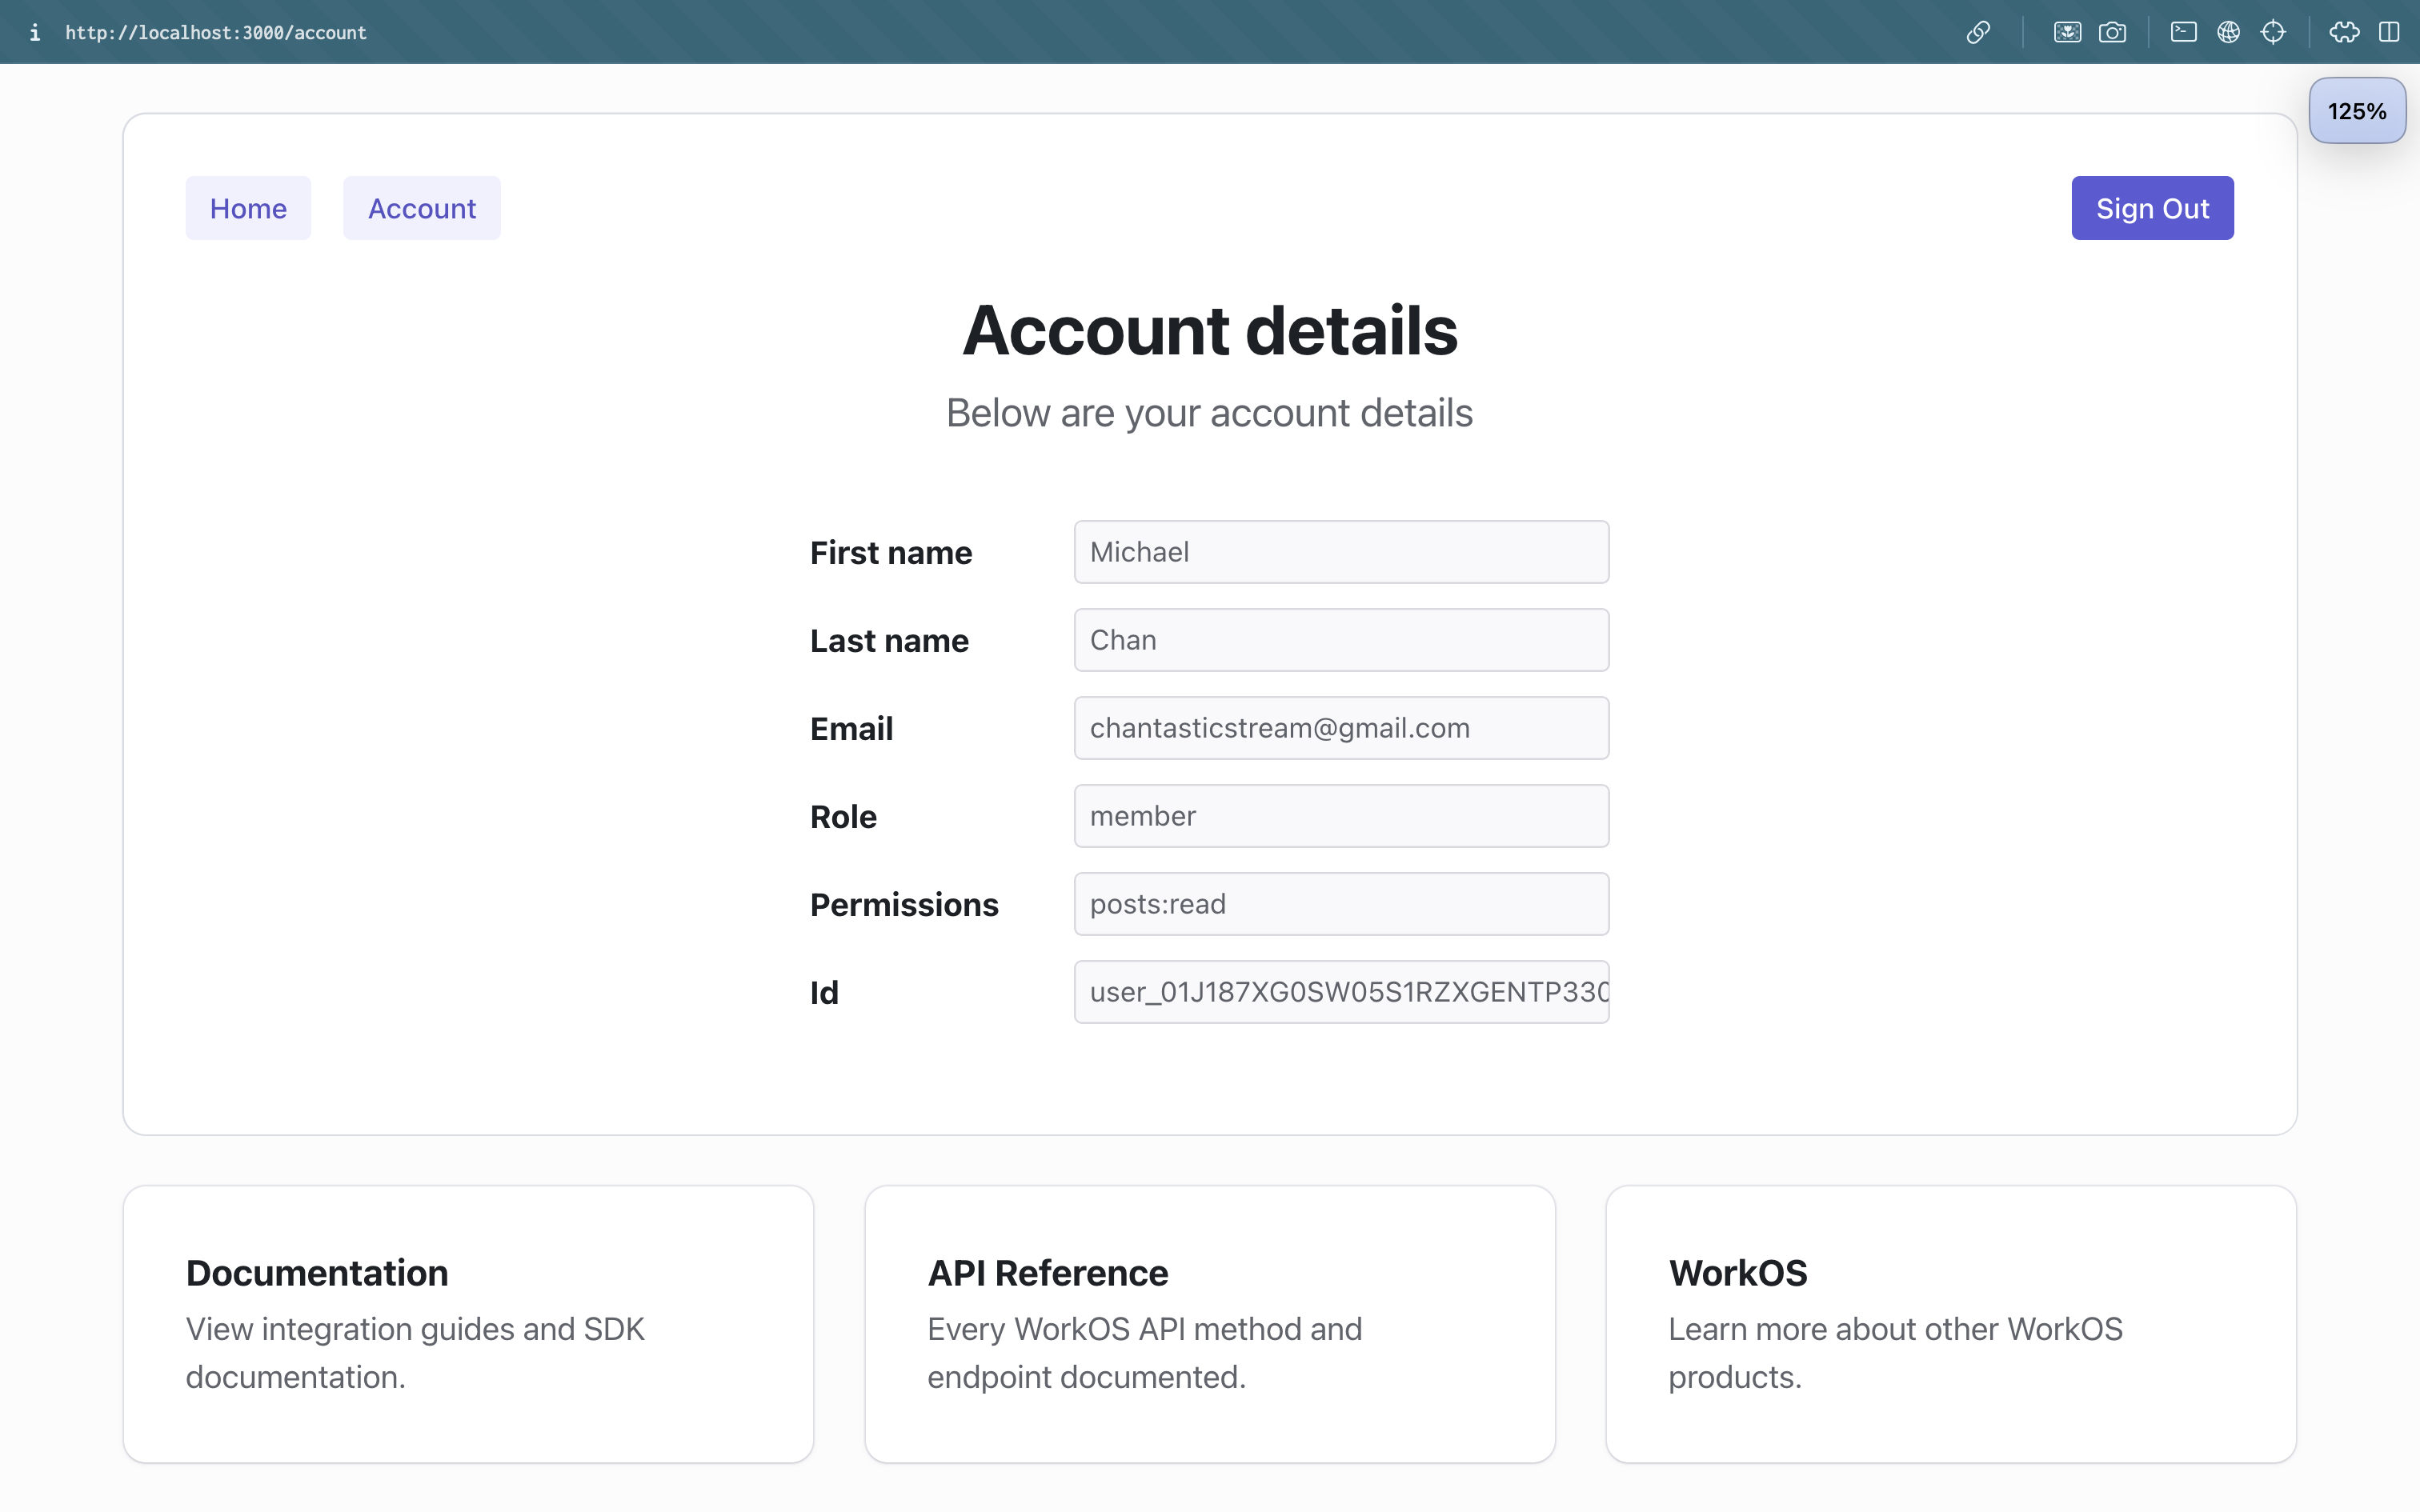 i http://localhost:3000/account
125%
Home Account Sign Out
Account details
Below are your account details
First name Michael
Last name Chan
Email chantasticstream@gmail.com
Role member
Permissions posts:read
Id user_01J187XG0SW05S1RZXGENTP330
Documentation
View integration guides and SDK
documentation.
API Reference
Every WorkOS API method and
endpoint documented.
WorkOS
Learn more about other WorkOS
products.